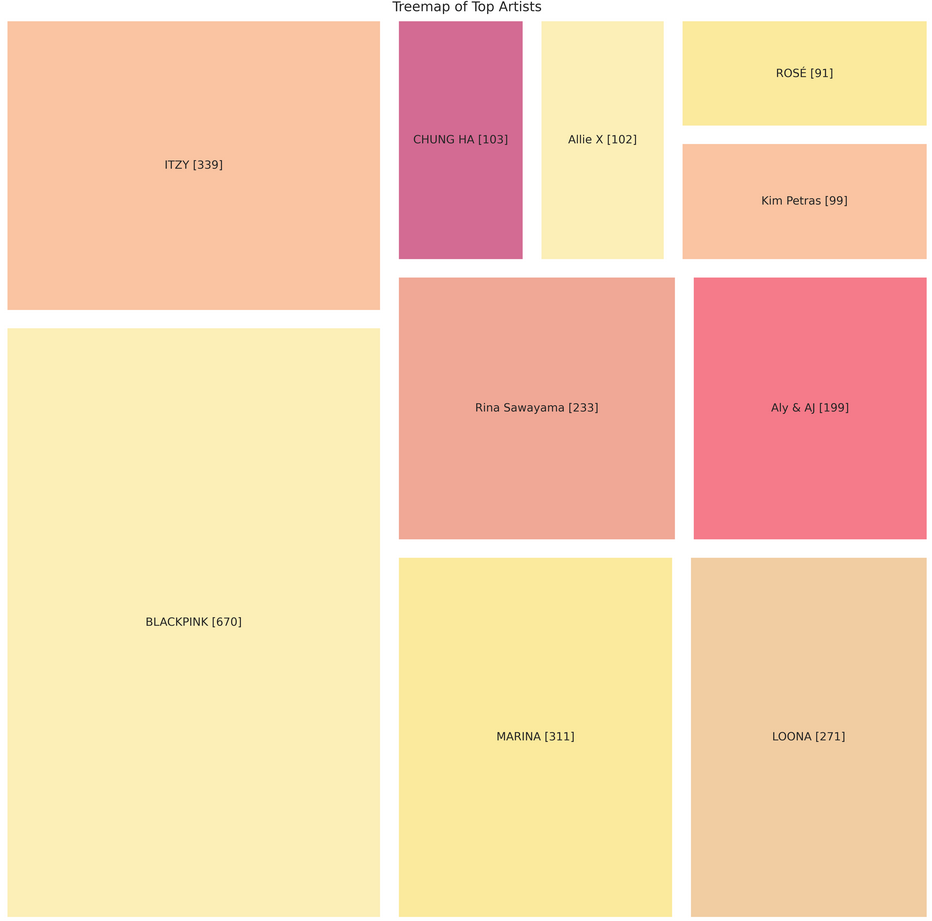 Treemap of Top Artists
ITZY [339]
CHUNG HA [103]
Allie X [102]
ROSÉ [91]
Kim Petras [99]
Rina Sawayama [233]
Aly & AJ [199]
BLACKPINK [670]
MARINA [311]
LOONA [271]